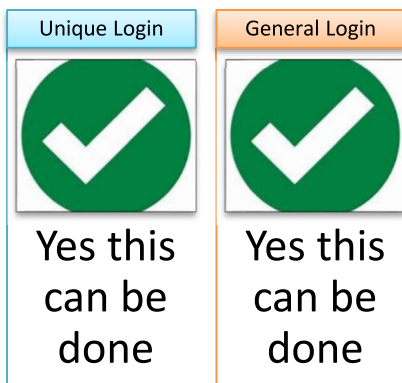 Unique Login
Yes this
can be
done
General Login
Yes this
can be
done